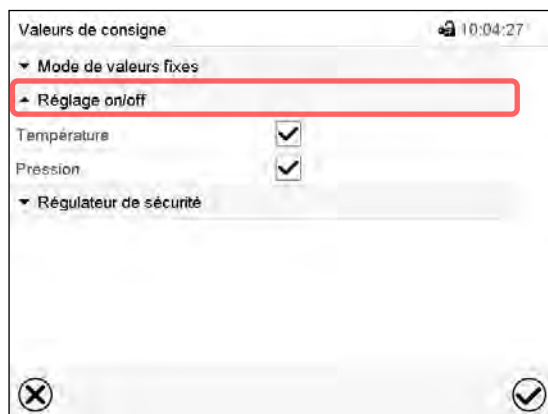 Valeurs de consigne 10:04:27
Mode de valeurs fixes
Réglage on/off
Température
Pression
Régulateur de sécurité